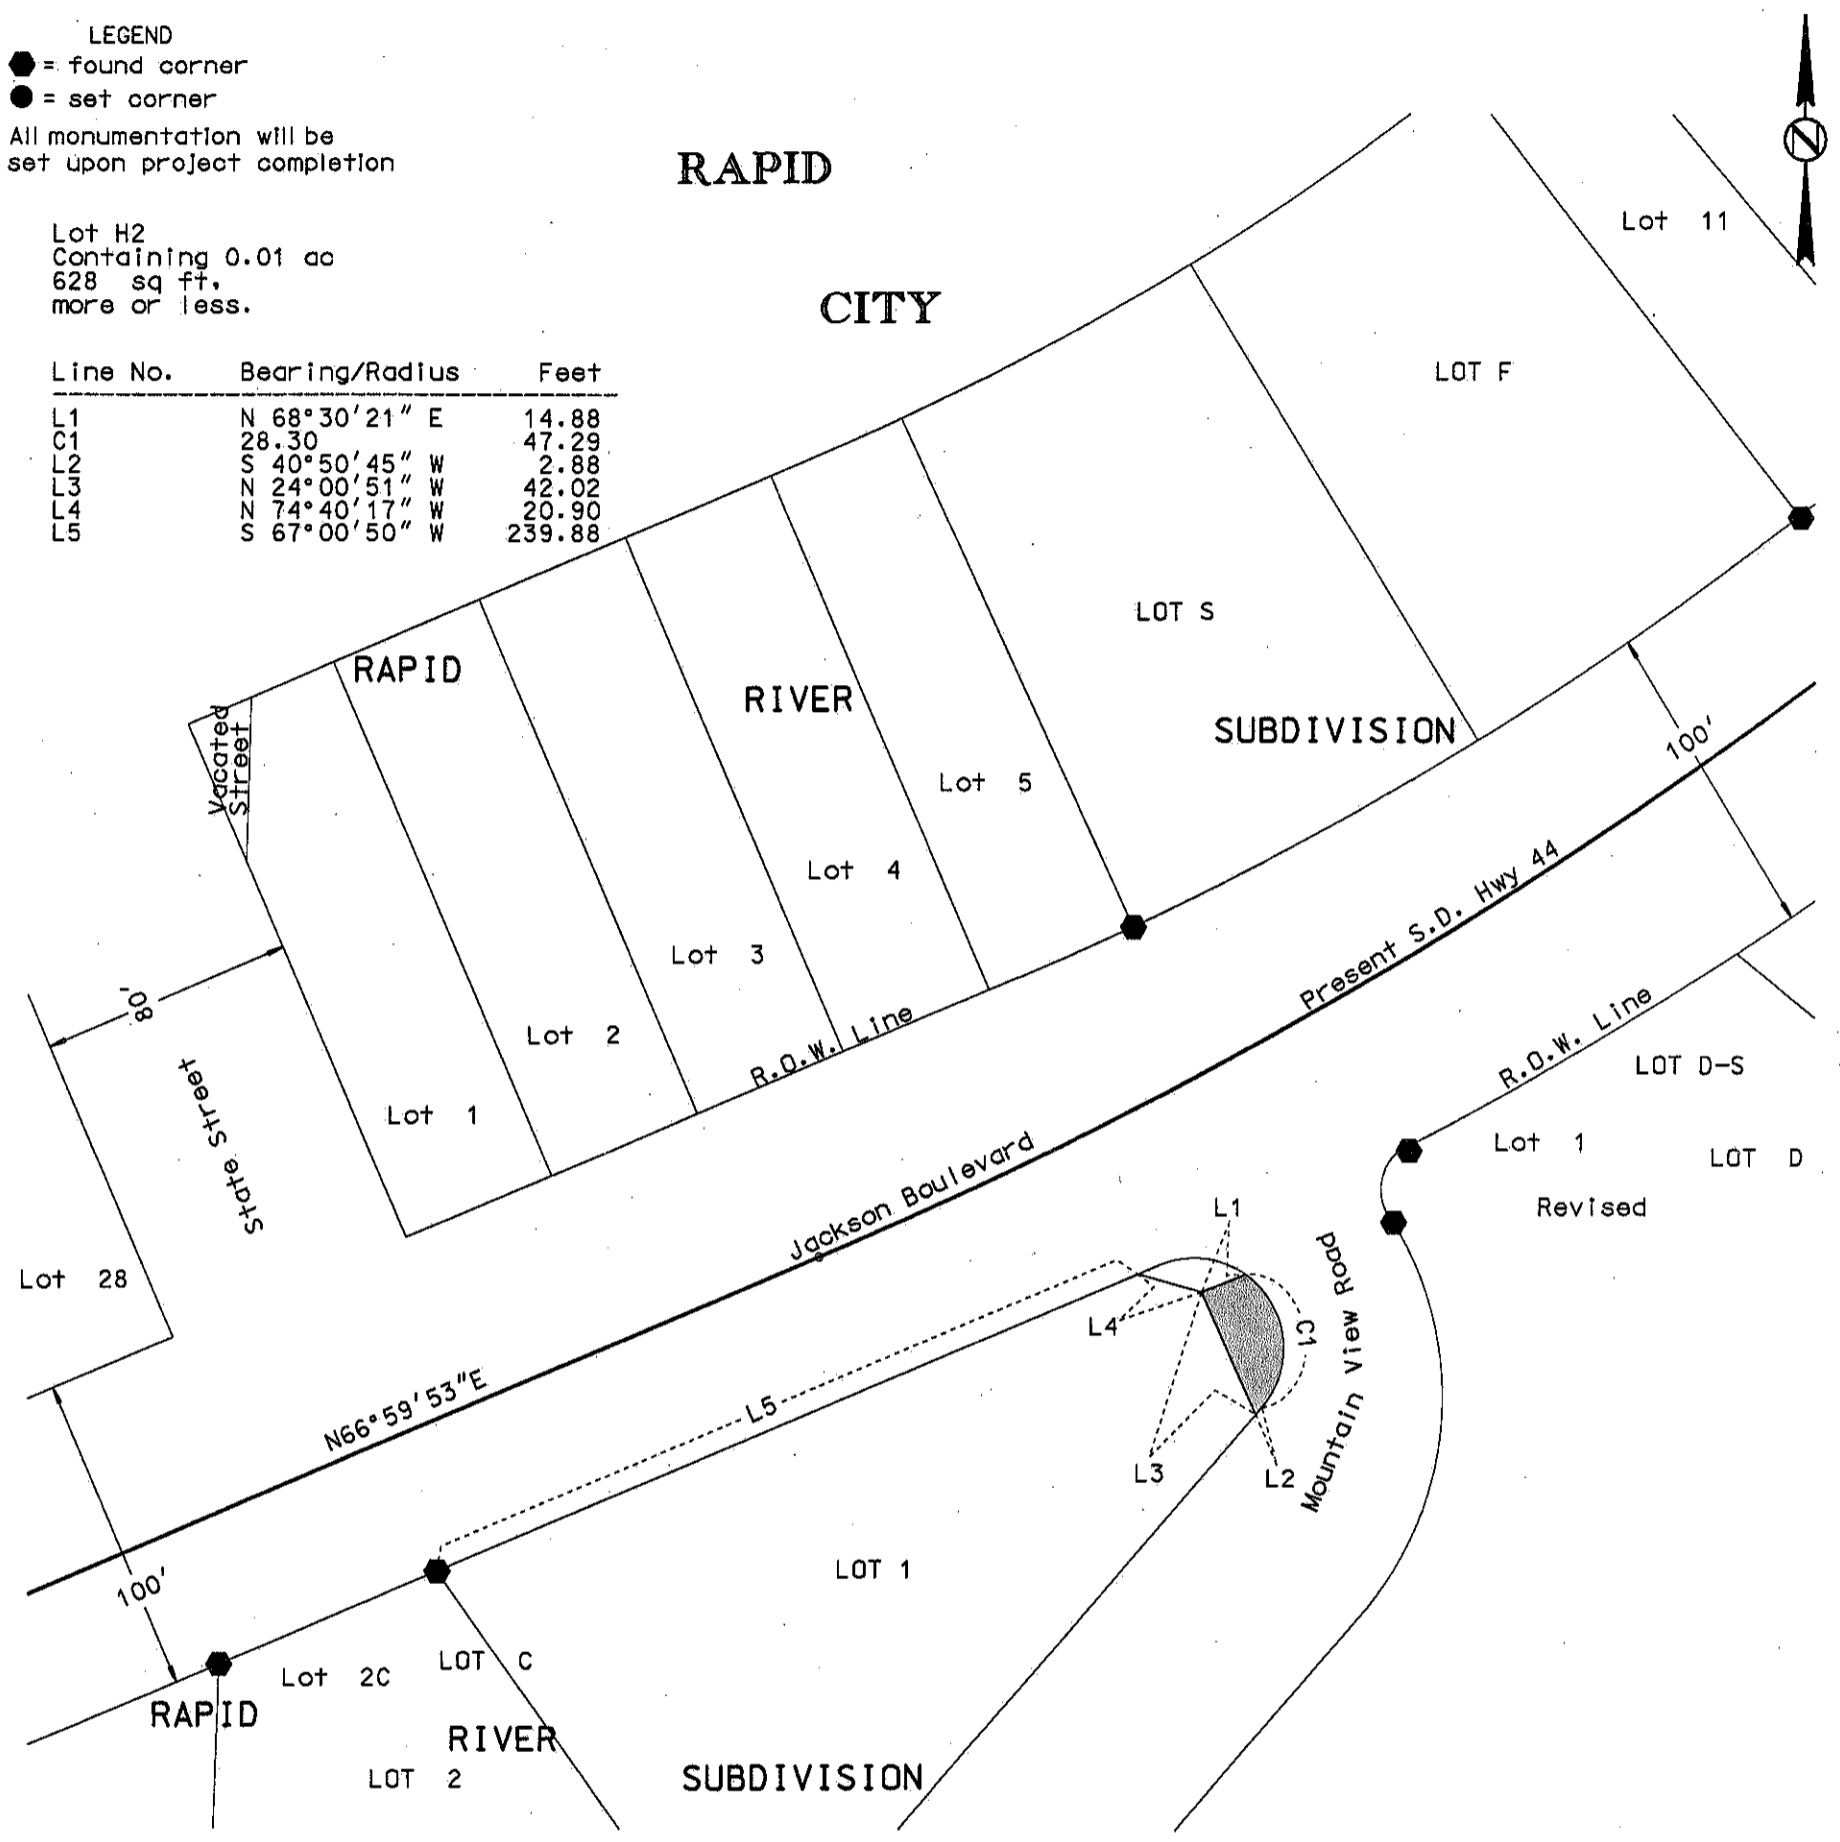 LEGEND
= found corner
= set corner
All monumentation will be
set upon project completion
RAPID
CITY
N
Lot H2
Containing 0.01 ac
628 sq ft.
more or less.
Line No. Bearing/Radius Feet
L1 N 68°30'21" E 14.88
C1 28.30 47.29
L2 S 40°50'45" W 2.88
L3 N 24°00'51" W 42.02
L4 N 74°40'17" W 20.90
L5 S 67°00'50" W 239.88
Lot 11
LOT F
LOT S
RAPID
RIVER
SUBDIVISION
Vacated
Street
100'
Lot 5
Lot 4
Lot 3
Lot 2
Lot 1
80'
State Street
R.O.W. Line
Present S.D. Hwy 44
R.O.W. Line
LOT D-S
Lot 1
LOT D
Revised
Jackson Boulevard
L1
Lot 28
L4
C1
Mountain View Road
N66°59'53"E
L5
L3
L2
100'
LOT 1
Lot 2C
LOT C
RAPID
RIVER
LOT 2
SUBDIVISION